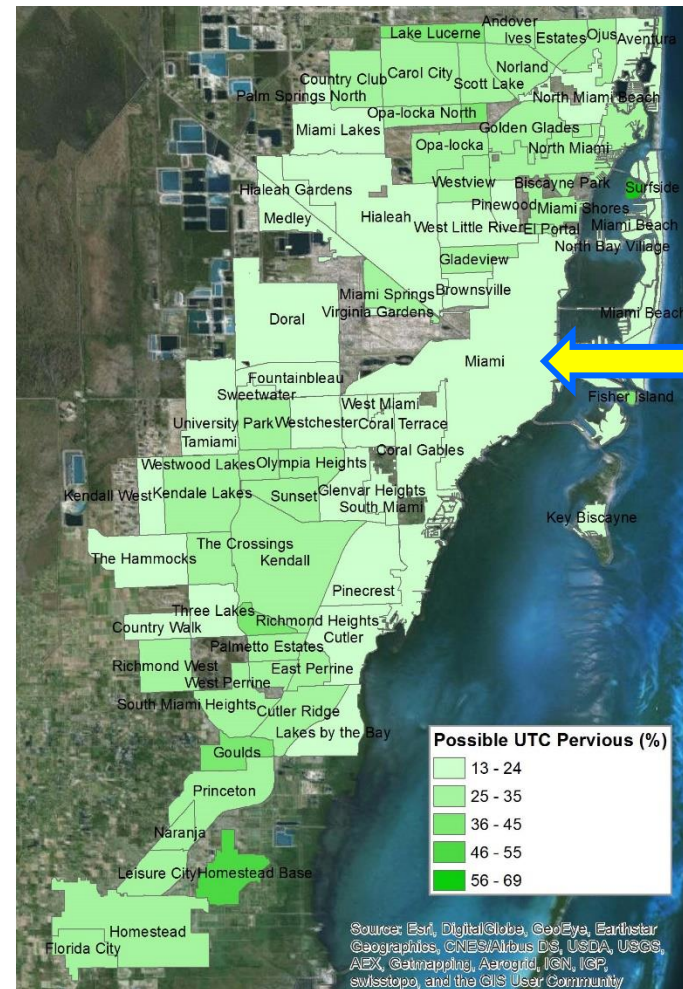 Andover
Lake Lucerne
Ives Estates
Ojus
Aventura
Carol City
Norland
Country Club
Scott Lake
Palm Springs North
North Miami Beach
Opa-locka North
Miami Lakes
Golden Glades
Opa-locka
North Miami
Hialeah Gardens
Westview
Biscayne Park
Surfside
Medley
Hialeah
Pinewood
Miami Shores
West Little River
El Portal
Miami Beach
North Bay Village
Gladeview
Miami Springs
Brownsville
Virginia Gardens
Doral
Miami Beach
Miami
Fountainbleau
Sweetwater
Fisher Island
West Miami
University Park
Westchester
Coral Terrace
Tamiami
Coral Gables
Westwood Lakes
Olympia Heights
Kendall West
Kendale Lakes
Sunset
Glenvar Heights
South Miami
Key Biscayne
The Crossings
The Hammocks
Kendall
Pinecrest
Three Lakes
Richmond Heights
Country Walk
Cutler
Palmetto Estates
Richmond West
East Perrine
West Perrine
South Miami Heights
Cutler Ridge
Lakes by the Bay
Goulds
Princeton
Naranja
Leisure City
Homestead Base
Homestead
Florida City
Possible UTC Pervious (%)
13 - 24
25 - 35
36 - 45
46 - 55
56 - 69
Source: Esri, DigitalGlobe, GeoEye, Earthstar
Geographics, CNES/Airbus DS, USDA, USGS,
AEX, Getmapping, Aerogrid, IGN, IGP,
swisstopo, and the GIS User Community